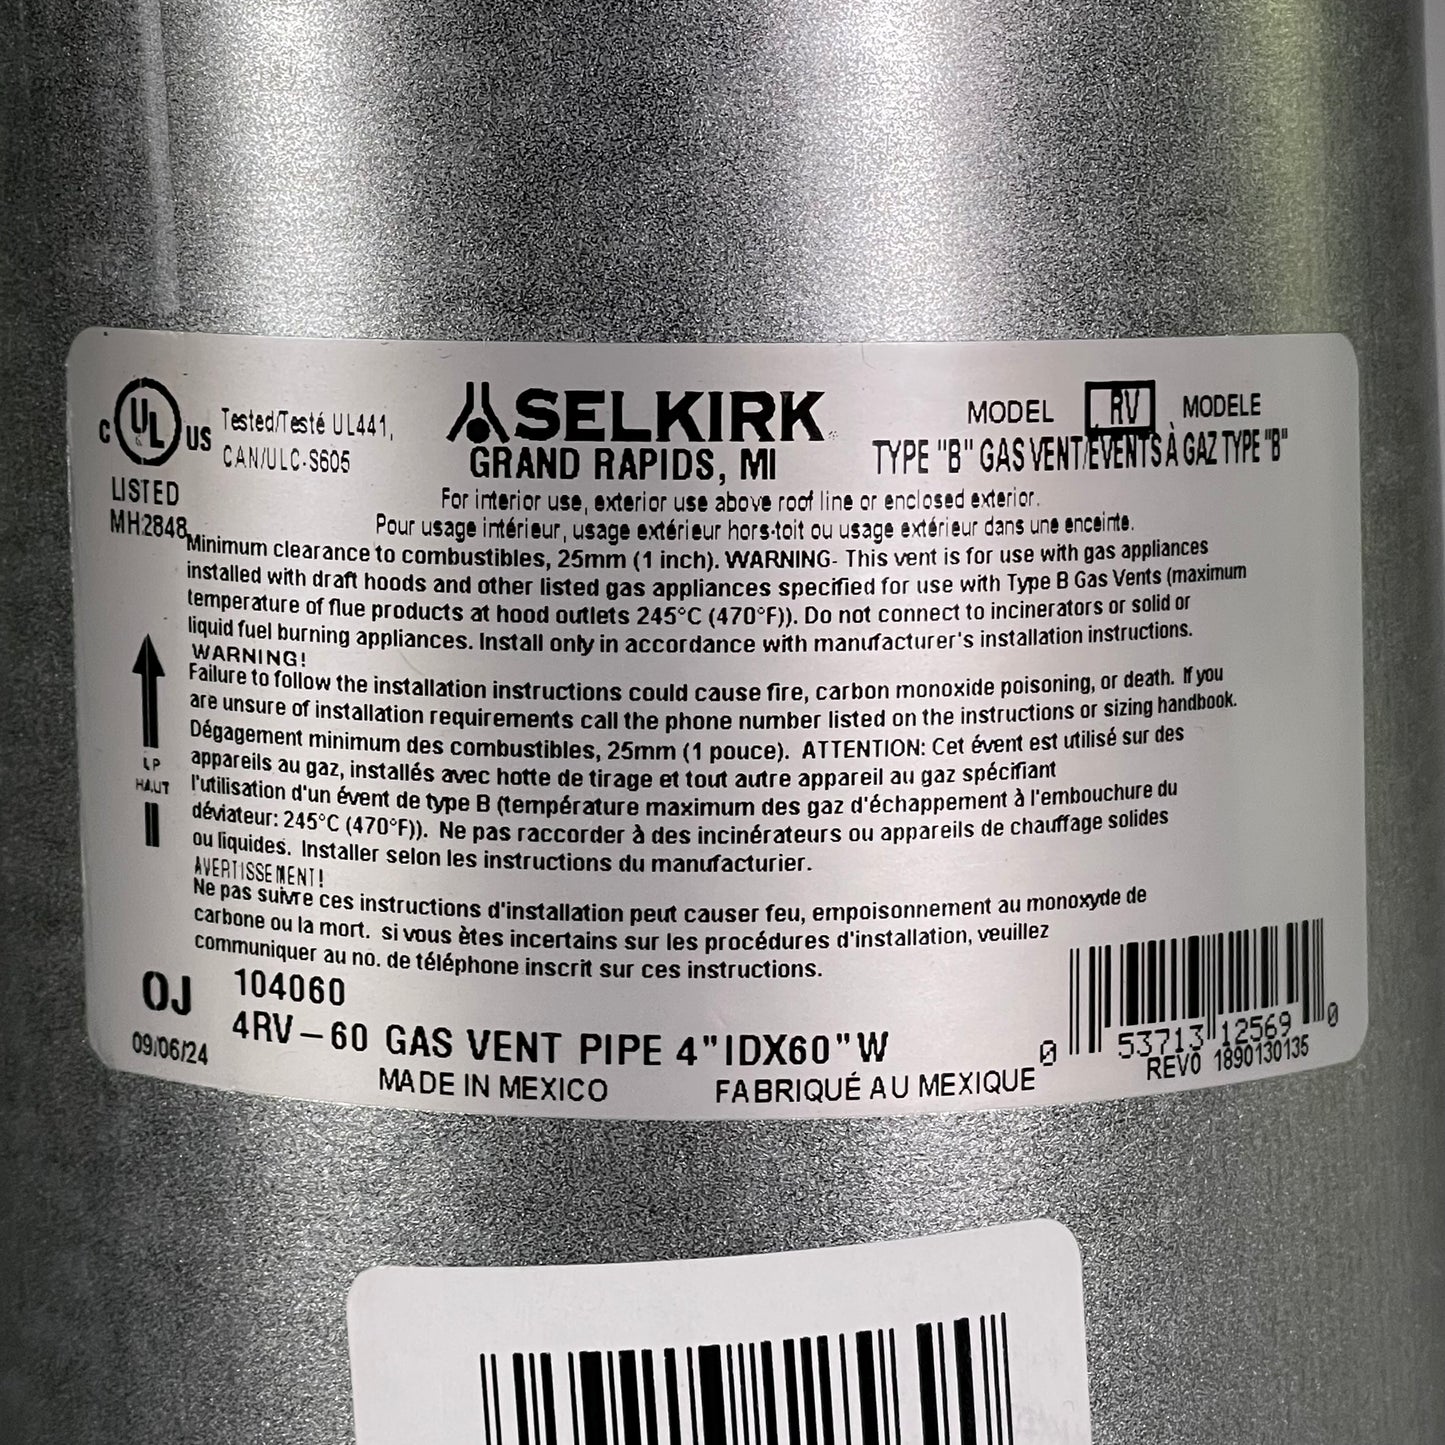 C UL US
Tested/Testé UL441,
CAN/ULC-S605
LISTED
MH2848
SELKIRK
GRAND RAPIDS, MI
MODEL RV MODELE
TYPE "B" GAS VENT/ÉVENTS À GAZ TYPE "B"
For interior use, exterior use above roof line or enclosed exterior.
Pour usage intérieur, usage extérieur hors-toit ou usage extérieur dans une enceinte.
Minimum clearance to combustibles, 25mm (1 inch). WARNING- This vent is for use with gas appliances
installed with draft hoods and other listed gas appliances specified for use with Type B Gas Vents (maximum
temperature of flue products at hood outlets 245°C (470°F)). Do not connect to incinerators or solid or
liquid fuel burning appliances. Install only in accordance with manufacturer's installation instructions.
WARNING!
Failure to follow the installation instructions could cause fire, carbon monoxide poisoning, or death. If you
are unsure of installation requirements call the phone number listed on the instructions or sizing handbook.
Dégagement minimum des combustibles, 25mm (1 pouce). ATTENTION: Cet évent est utilisé sur des
appareils au gaz, installés avec hotte de tirage et tout autre appareil au gaz spécifiant
l'utilisation d'un évent de type B (température maximum des gaz d'échappement à l'embouchure du
déviateur: 245°C (470°F)). Ne pas raccorder à des incinérateurs ou appareils de chauffage solides
ou liquides. Installer selon les instructions du manufacturier.
AVERTISSEMENT!
Ne pas suivre ces instructions d'installation peut causer feu, empoisonnement au monoxyde de
carbone ou la mort. si vous êtes incertains sur les procédures d'installation, veuillez
communiquer au no. de téléphone inscrit sur ces instructions.
UP
HAUT
OJ
09/06/24
104060
4RV-60 GAS VENT PIPE 4"IDX60"W
MADE IN MEXICO FABRIQUÉ AU MEXIQUE
0 53713 12569 0
REV0 1890130135